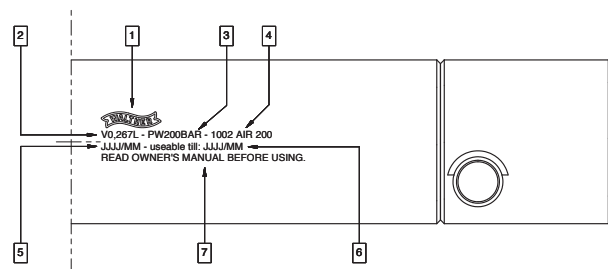 2 1 3 4
WALTHER
V0,267L - PW200BAR - 1002 AIR 200
JJJJ/MM - useable till: JJJJ/MM
READ OWNER'S MANUAL BEFORE USING.
5 7 6